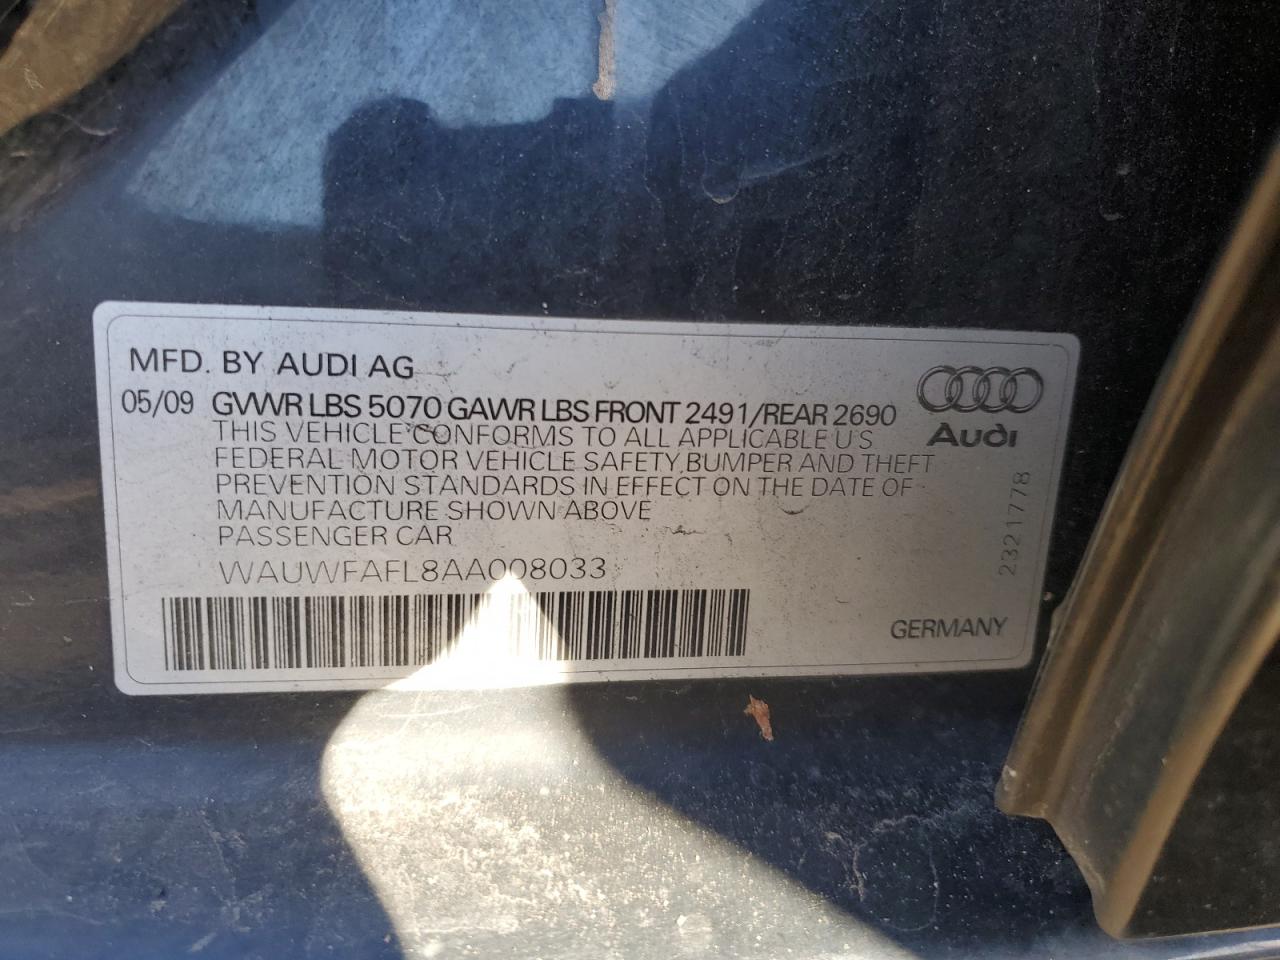 MFD. BY AUDI AG
05/09 GVWR LBS 5070 GAWR LBS FRONT 2491/REAR 2690
THIS VEHICLE CONFORMS TO ALL APPLICABLE U.S
FEDERAL MOTOR VEHICLE SAFETY,BUMPER AND THEFT
PREVENTION STANDARDS IN EFFECT ON THE DATE OF
MANUFACTURE SHOWN ABOVE
PASSENGER CAR
WAUWFAFL8AA008033
Audi
2321778
GERMANY